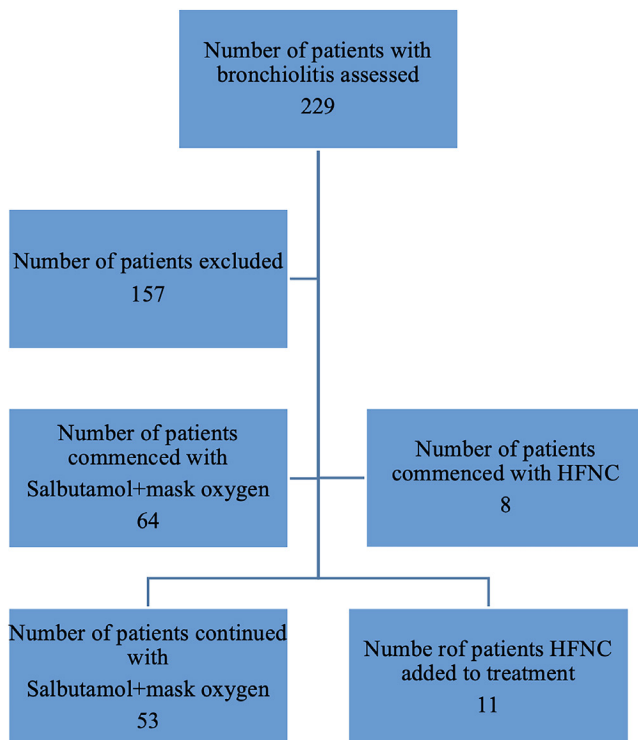 Number of patients with
bronchiolitis assessed
229
Number of patients excluded
157
Number of patients
commenced with
Salbutamol+mask oxygen
64
Number of patients
commenced with HFNC
8
Number of patients continued
with
Salbutamol+mask oxygen
53
Numbe rof patients HFNC
added to treatment
11